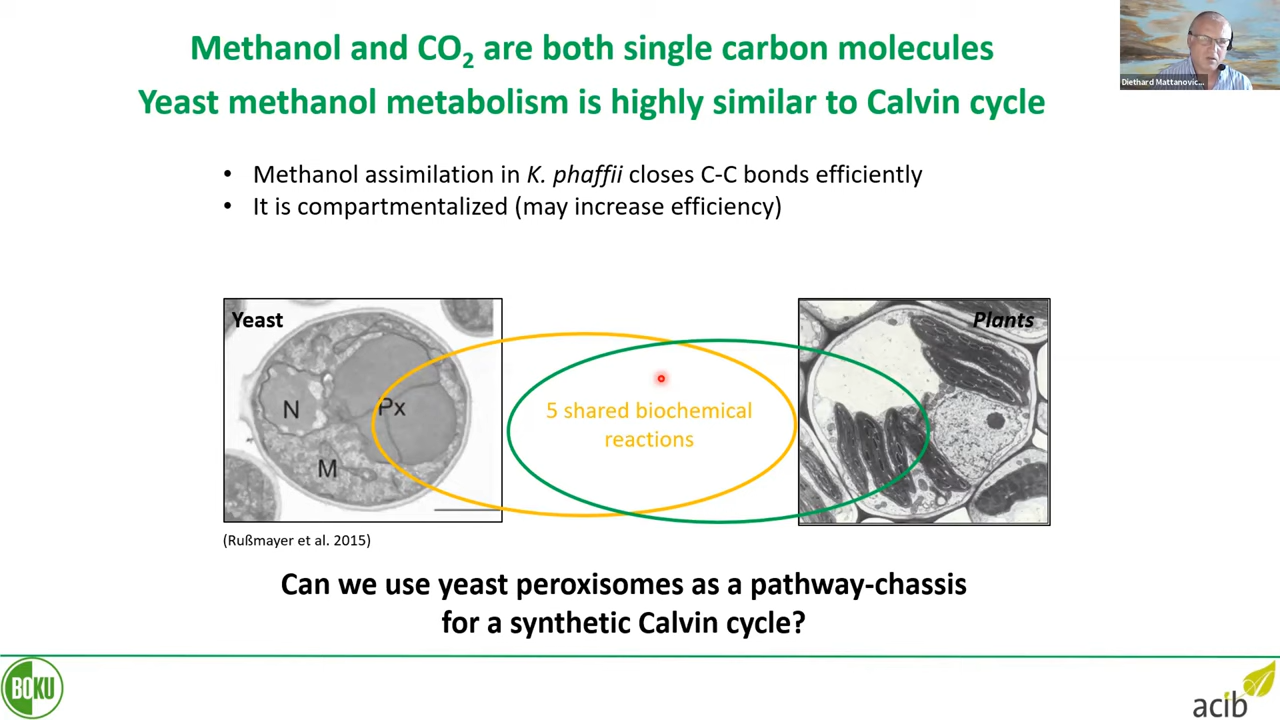 Methanol and CO₂ are both single carbon molecules
Yeast methanol metabolism is highly similar to Calvin cycle
Diethard Mattanovic...
• Methanol assimilation in K. phaffii closes C-C bonds efficiently
• It is compartmentalized (may increase efficiency)
Yeast
Plants
N
Px
M
5 shared biochemical
reactions
(Rußmayer et al. 2015)
Can we use yeast peroxisomes as a pathway-chassis
for a synthetic Calvin cycle?
BOKU
acib